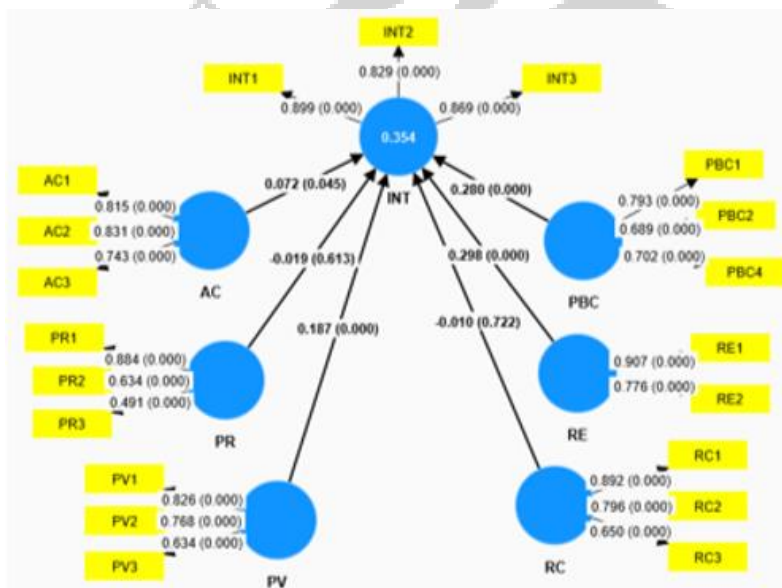 INT2
0.829 (0.000)
INT1
INT3
0.899 (0.000)
0.869 (0.000)
0.354
INT
AC1
0.815 (0.000)
AC2
0.831 (0.000)
0.743 (0.000)
AC3
AC
0.072 (0.045)
PBC1
0.793 (0.000)
PBC2
0.689 (0.000)
0.702 (0.000)
PBC4
PBC
0.280 (0.000)
-0.019 (0.613)
0.298 (0.000)
0.187 (0.000)
-0.010 (0.722)
PR1
0.884 (0.000)
PR2
0.634 (0.000)
0.491 (0.000)
PR3
PR
RE1
0.907 (0.000)
0.776 (0.000)
RE2
RE
PV1
0.826 (0.000)
PV2
0.768 (0.000)
0.634 (0.000)
PV3
PV
RC1
0.892 (0.000)
0.796 (0.000)
RC2
0.650 (0.000)
RC3
RC